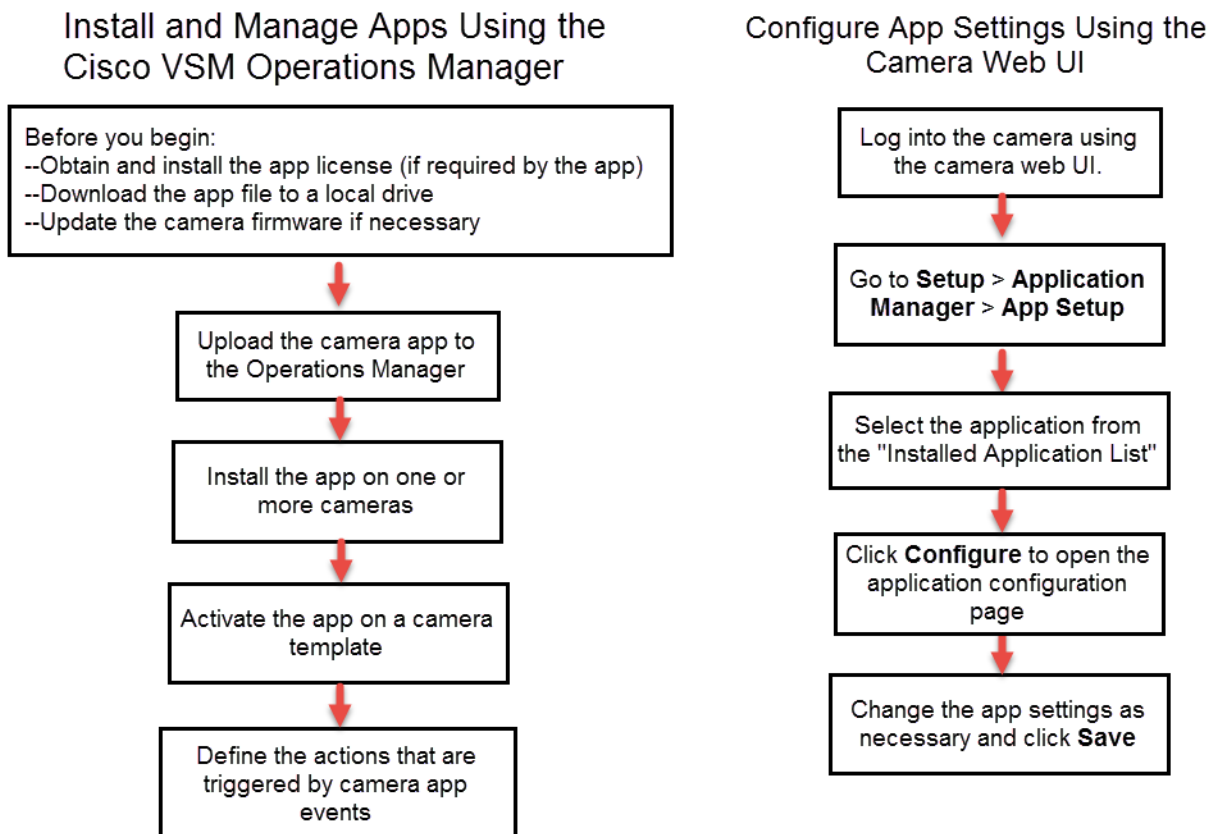 Install and Manage Apps Using the
Cisco VSM Operations Manager
Before you begin:
--Obtain and install the app license (if required by the app)
--Download the app file to a local drive
--Update the camera firmware if necessary
Upload the camera app to
the Operations Manager
Install the app on one or
more cameras
Activate the app on a camera
template
Define the actions that are
triggered by camera app
events
Configure App Settings Using the
Camera Web UI
Log into the camera using
the camera web UI.
Go to Setup > Application
Manager > App Setup
Select the application from
the "Installed Application List"
Click Configure to open the
application configuration
page
Change the app settings as
necessary and click Save